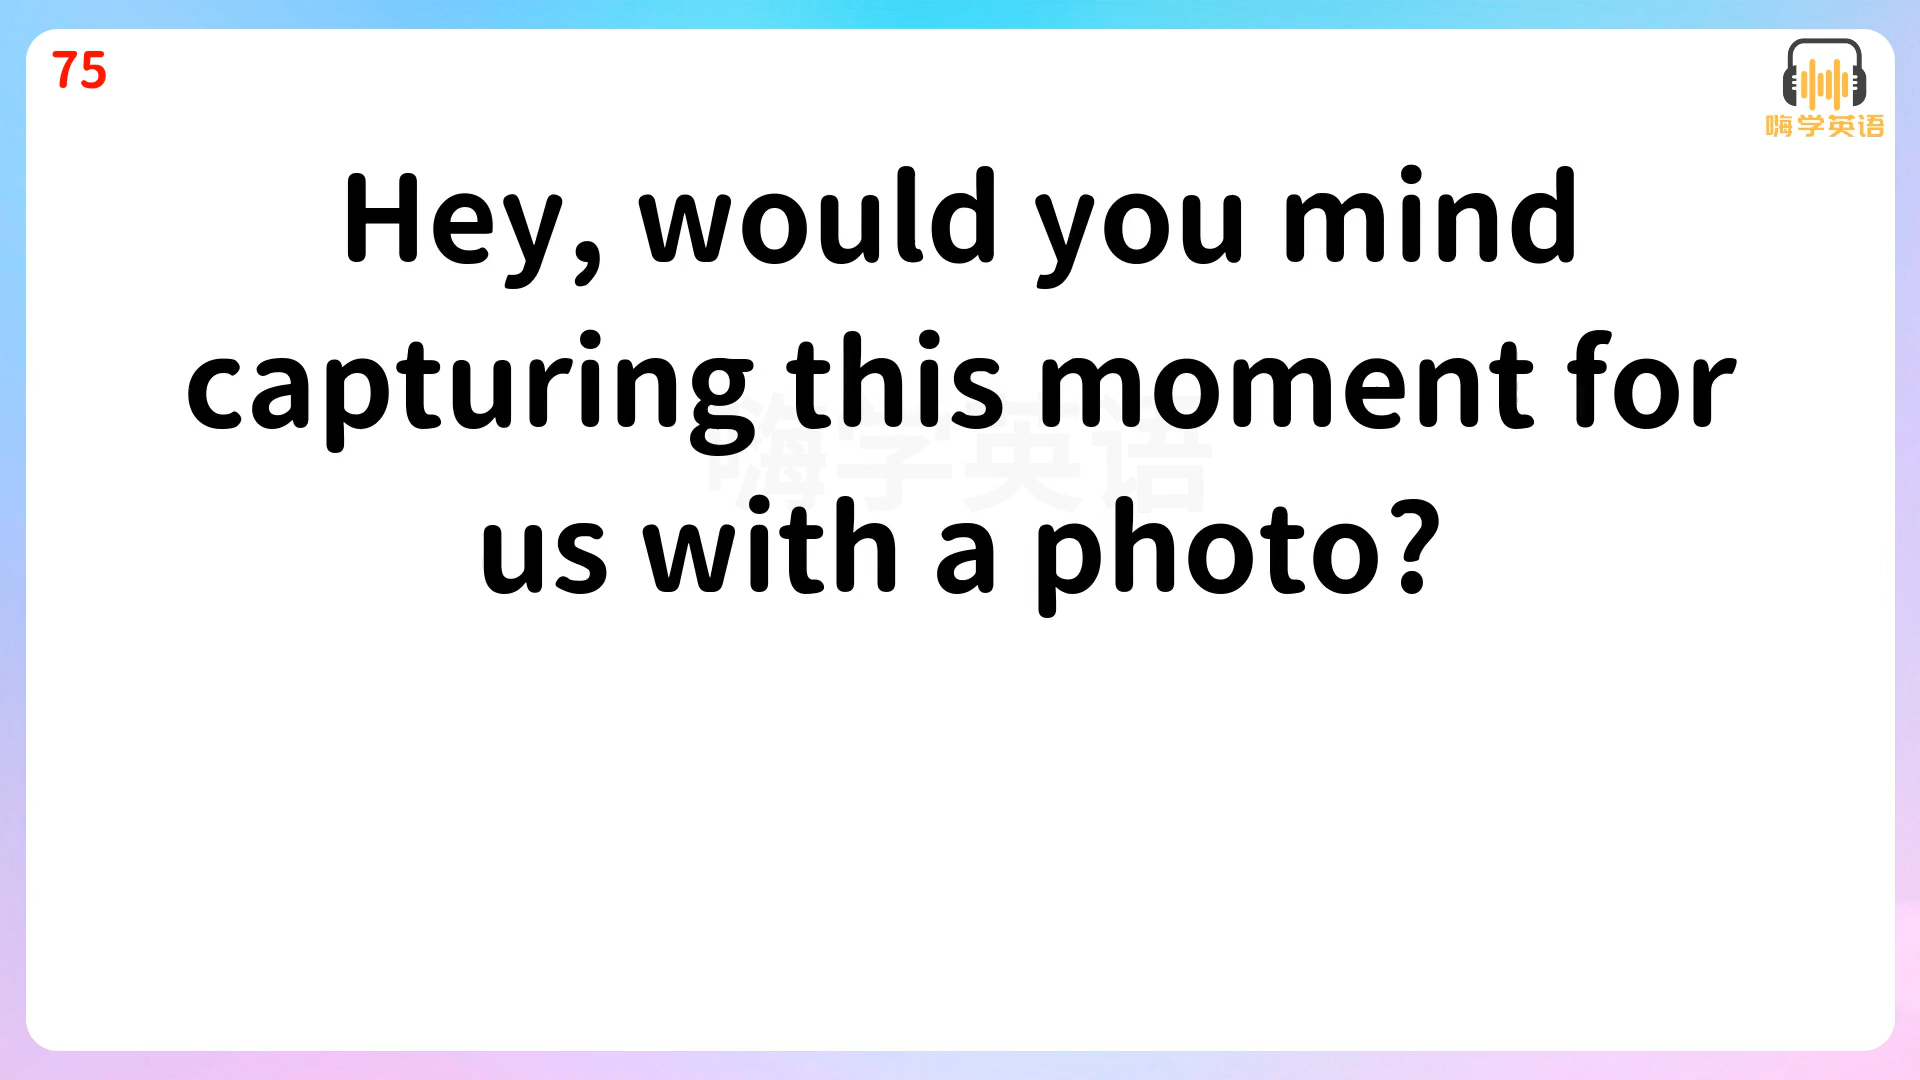 75
嗨学英语
Hey, would you mind
capturing this moment for
us with a photo?
嗨学英语